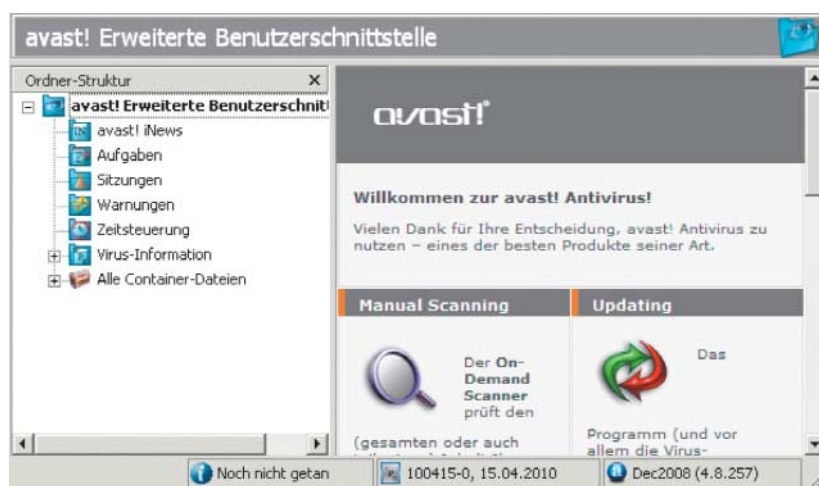 avast! Erweiterte Benutzerschnittstelle
Ordner-Struktur
avast! Erweiterte Benutzerschnit
avast! iNews
Aufgaben
Sitzungen
Warnungen
Zeitsteuerung
Virus-Information
Alle Container-Dateien
avast!
Willkommen zur avast! Antivirus!
Vielen Dank für Ihre Entscheidung, avast! Antivirus zu
nutzen – eines der besten Produkte seiner Art.
Manual Scanning
Der On-
Demand
Scanner
prüft den
(gesamten oder auch
Updating
Das
Programm (und vor
allem die Virus-
Noch nicht getan
100415-0, 15.04.2010
Dec2008 (4.8.257)